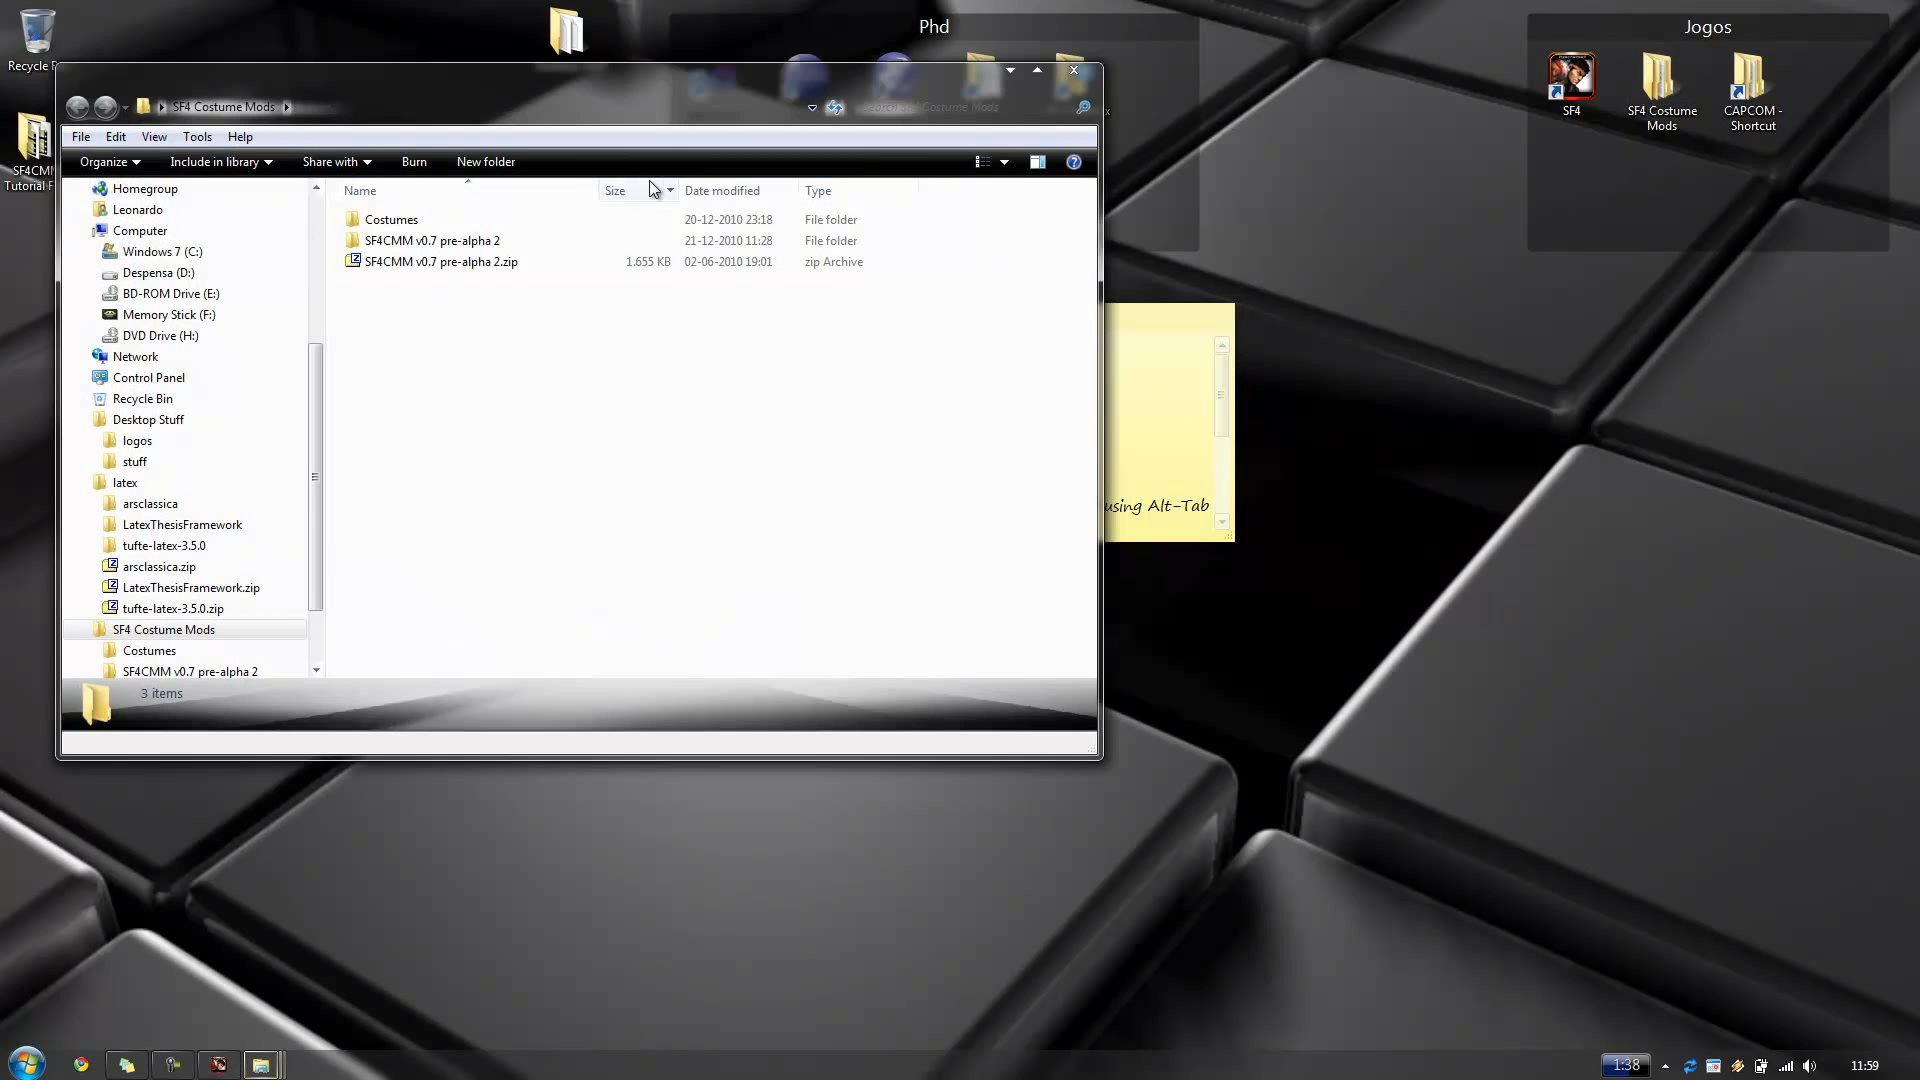 Phd
Jogos
Recycle
SF4
SF4 Costume
Mods
CAPCOM -
Shortcut
SF4CM
Tutorial F
SF4 Costume Mods
Costume Mods
x
File Edit View Tools Help
Organize Include in library Share with Burn New folder
Name Size Date modified Type
Costumes 20-12-2010 23:18 File folder
SF4CMM v0.7 pre-alpha 2 21-12-2010 11:28 File folder
SF4CMM v0.7 pre-alpha 2.zip 1.655 KB 02-06-2010 19:01 zip Archive
Homegroup
Leonardo
Computer
Windows 7 (C:)
Despensa (D:)
BD-ROM Drive (E:)
Memory Stick (F:)
DVD Drive (H:)
Network
Control Panel
Recycle Bin
Desktop Stuff
logos
stuff
latex
arsclassica
LatexThesisFramework
tufte-latex-3.5.0
arsclassica.zip
LatexThesisFramework.zip
tufte-latex-3.5.0.zip
SF4 Costume Mods
Costumes
SF4CMM v0.7 pre-alpha 2
3 items
using Alt-Tab
1:38
11:59